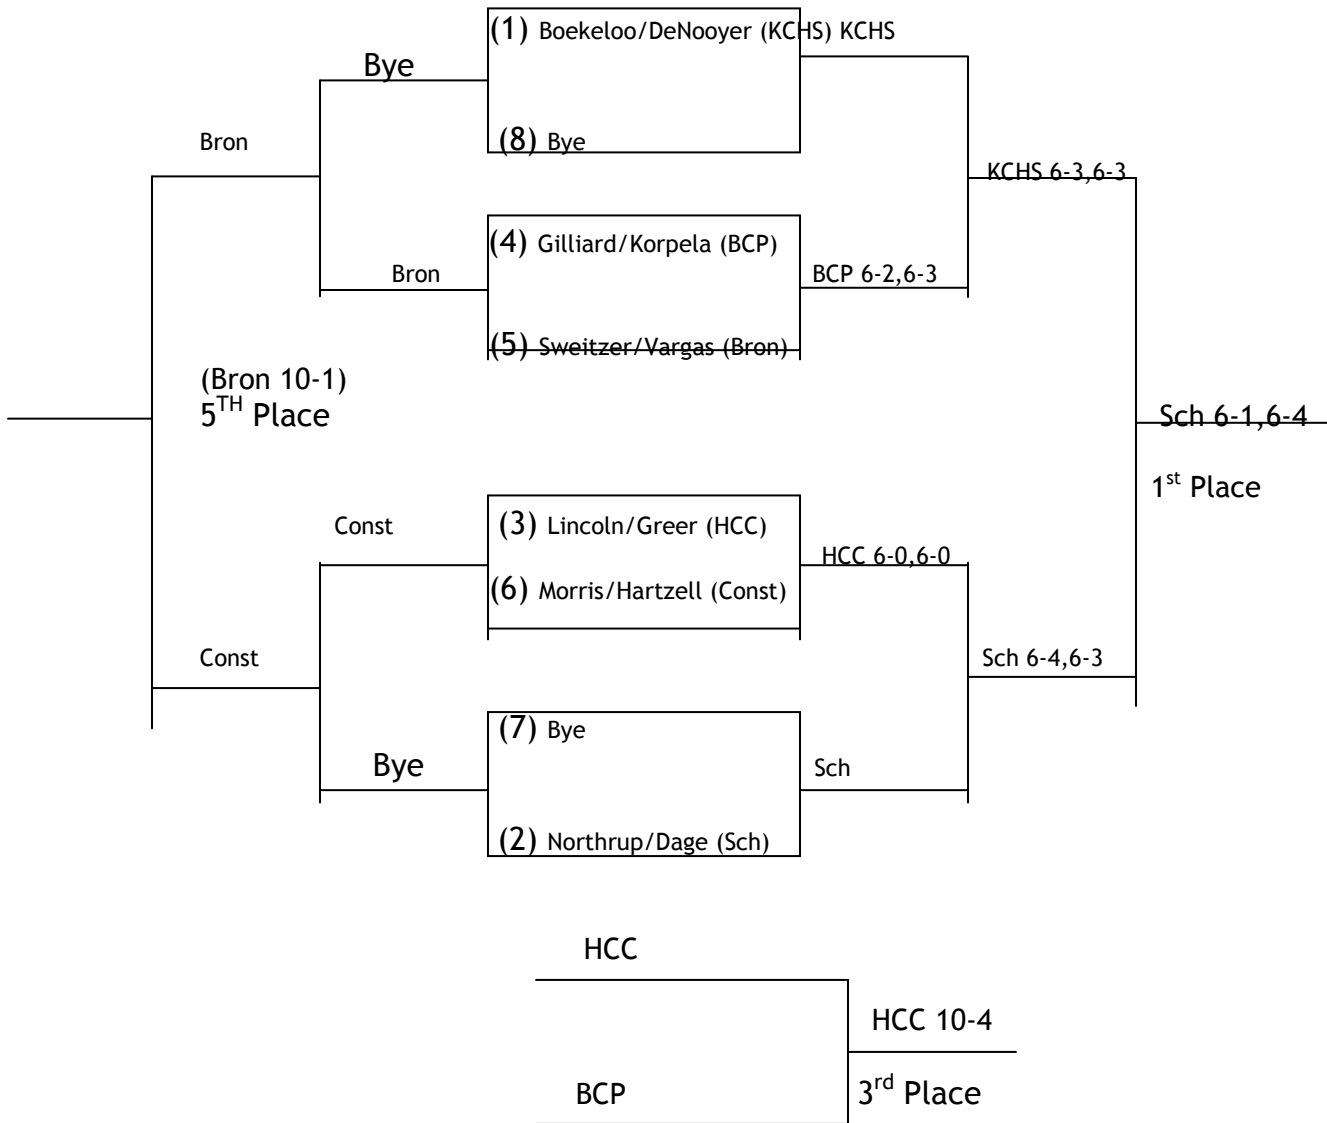 (1) Boekeloo/DeNooyer (KCHS) KCHS
Bye
Bron
(8) Bye
KCHS 6-3,6-3
(4) Gilliard/Korpela (BCP)
Bron
BCP 6-2,6-3
(5) Sweitzer/Vargas (Bron)
(Bron 10-1)
5TH Place
Sch 6-1,6-4
1st Place
Const
(3) Lincoln/Greer (HCC)
HCC 6-0,6-0
(6) Morris/Hartzell (Const)
Const
Sch 6-4,6-3
(7) Bye
Bye
Sch
(2) Northrup/Dage (Sch)
HCC
HCC 10-4
BCP
3rd Place